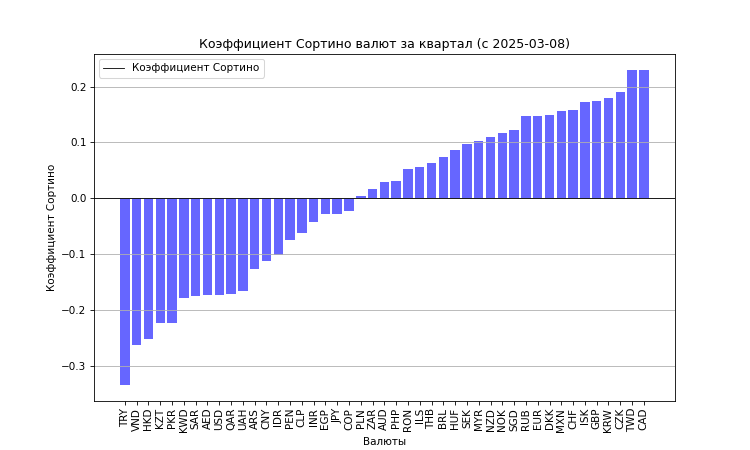 Коэффициент Сортино валют за квартал (с 2025-03-08)
Коэффициент Сортино
0.2
0.1
0.0
−0.1
−0.2
−0.3
Коэффициент Сортино
TRY VND HKD KZT PKR KWD SAR AED USD QAR UAH ARS CNY IDR PEN CLP INR EGP JPY COP PLN ZAR AUD PHP RON ILS THB BRL HUF SEK MYR NZD NOK SGD RUB EUR DKK MXN CHF ISK GBP KRW CZK TWD CAD
Валюты